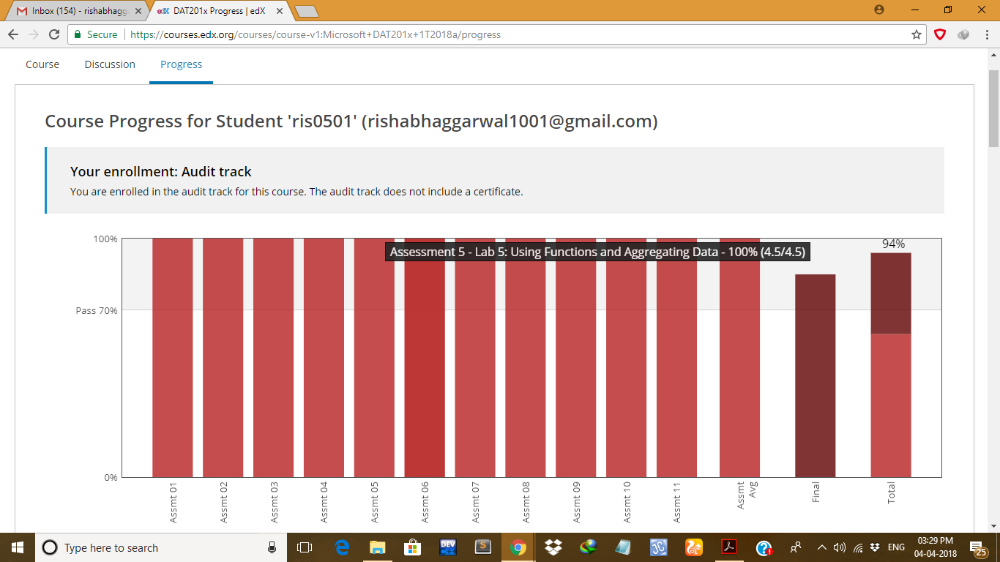 Inbox (154) - rishabhagg
edX DAT201x Progress | edX
Secure https://courses.edx.org/courses/course-v1:Microsoft+DAT201x+1T2018a/progress
Course Discussion Progress
Course Progress for Student 'ris0501' (rishabhaggarwal1001@gmail.com)
Your enrollment: Audit track
You are enrolled in the audit track for this course. The audit track does not include a certificate.
100%
94%
Assessment 5 - Lab 5: Using Functions and Aggregating Data - 100% (4.5/4.5)
Pass 70%
0%
Assmt 01
Assmt 02
Assmt 03
Assmt 04
Assmt 05
Assmt 06
Assmt 07
Assmt 08
Assmt 09
Assmt 10
Assmt 11
Assmt
Avg
Final
Total
Type here to search
DEV
S
ENG
03:29 PM
04-04-2018
25